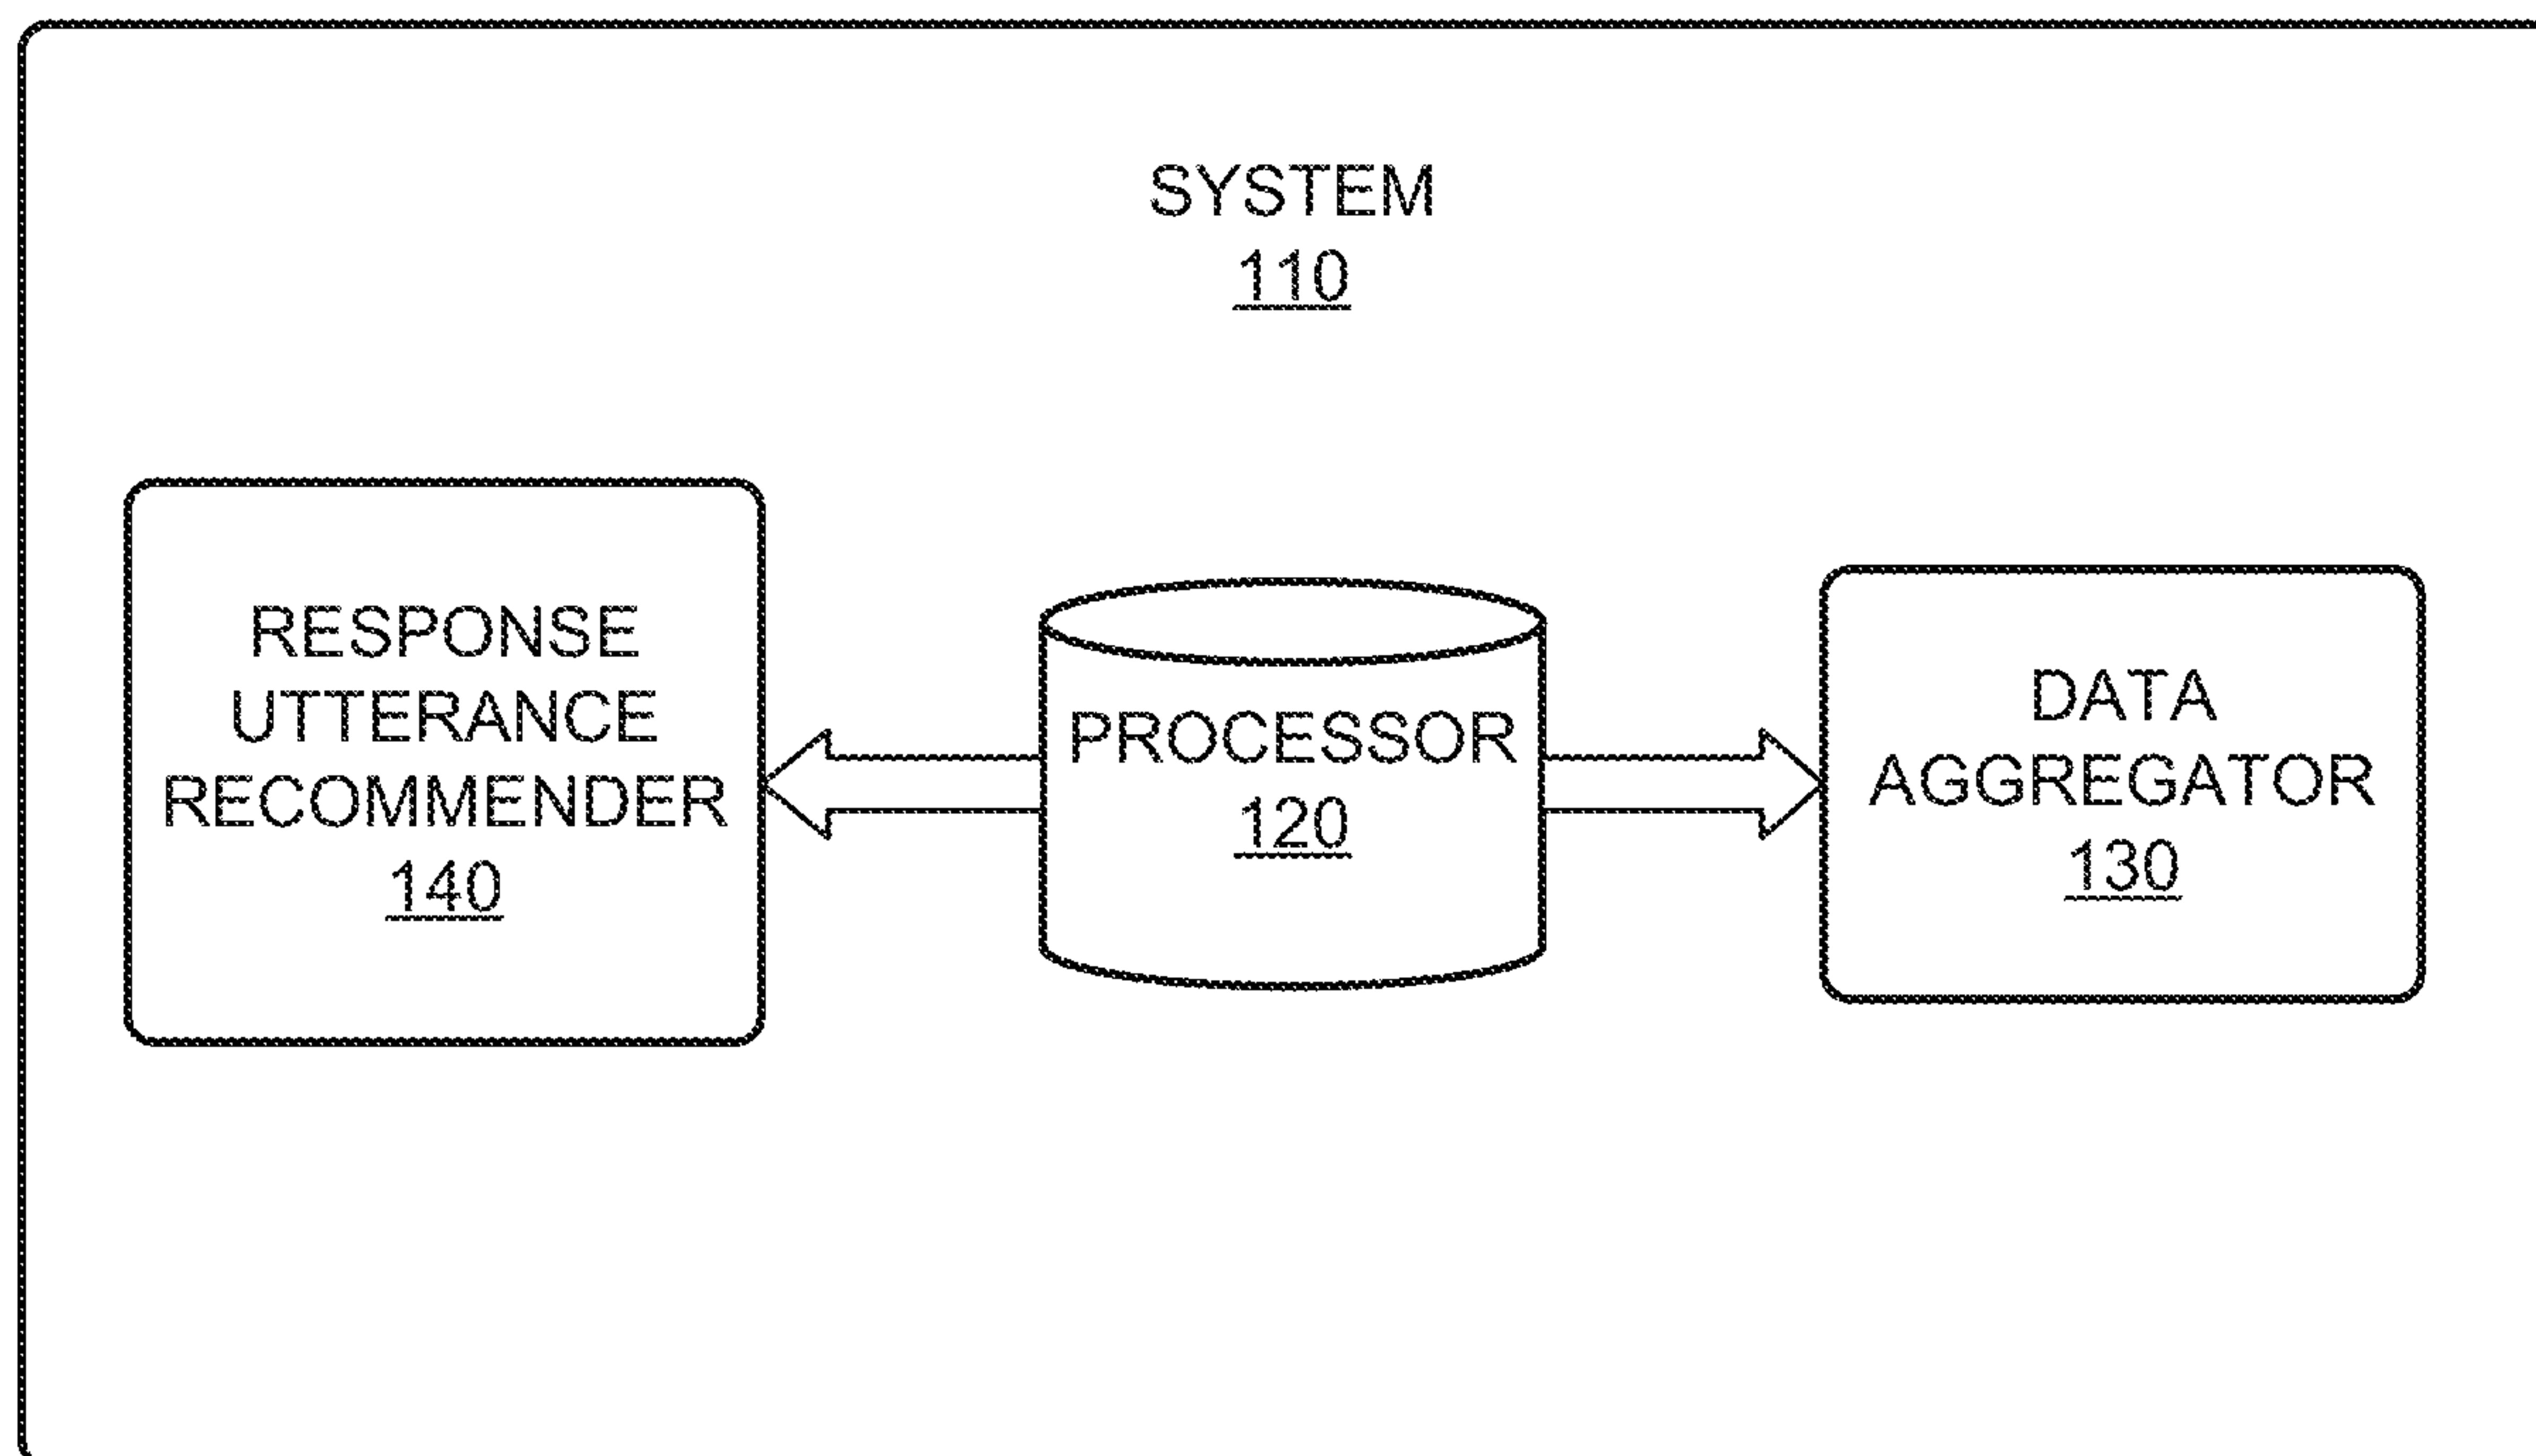 SYSTEM
110
RESPONSE
UTTERANCE
RECOMMENDER
140
PROCESSOR
120
DATA
AGGREGATOR
130